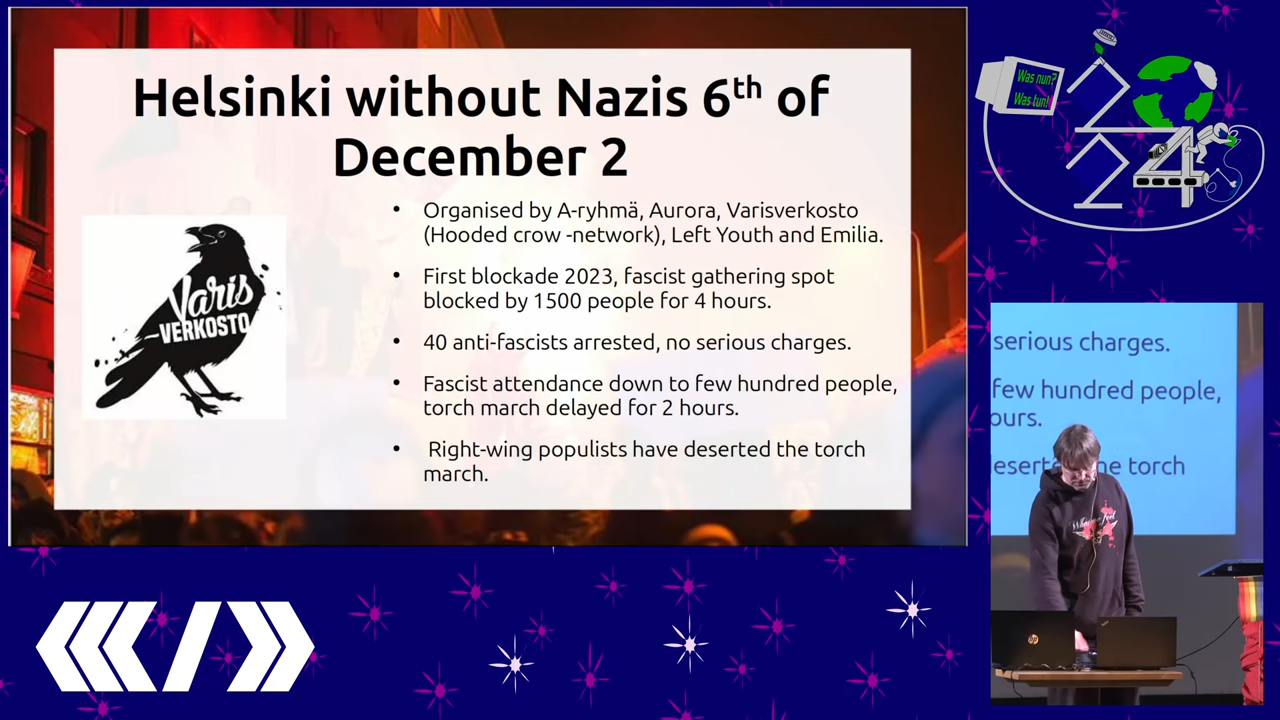 Helsinki without Nazis 6th of
December 2
Organised by A-ryhmä, Aurora, Varisverkosto
(Hooded crow -network), Left Youth and Emilia.
First blockade 2023, fascist gathering spot
blocked by 1500 people for 4 hours.
40 anti-fascists arrested, no serious charges.
Fascist attendance down to few hundred people,
torch march delayed for 2 hours.
Right-wing populists have deserted the torch
march.
Varis
VERKOSTO
Was nun?
Was tun!
2
24
serious charges.
few hundred people,
ours.
the torch